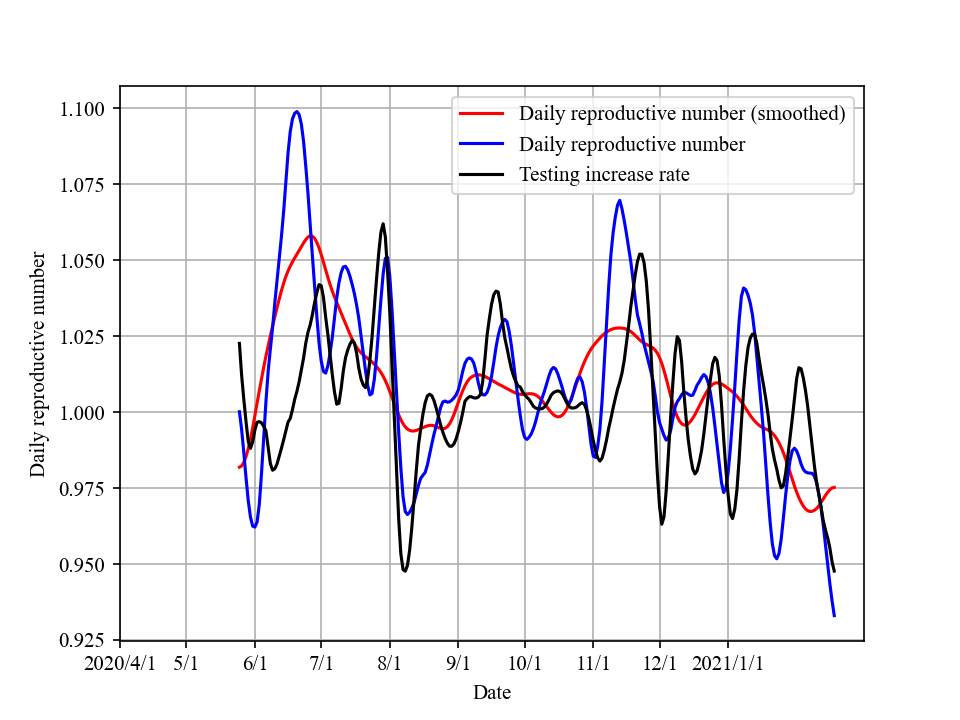 Daily reproductive number (smoothed)
Daily reproductive number
Testing increase rate
1.100
1.075
1.050
1.025
1.000
0.975
0.950
0.925
Daily reproductive number
2020/4/1 5/1 6/1 7/1 8/1 9/1 10/1 11/1 12/1 2021/1/1
Date